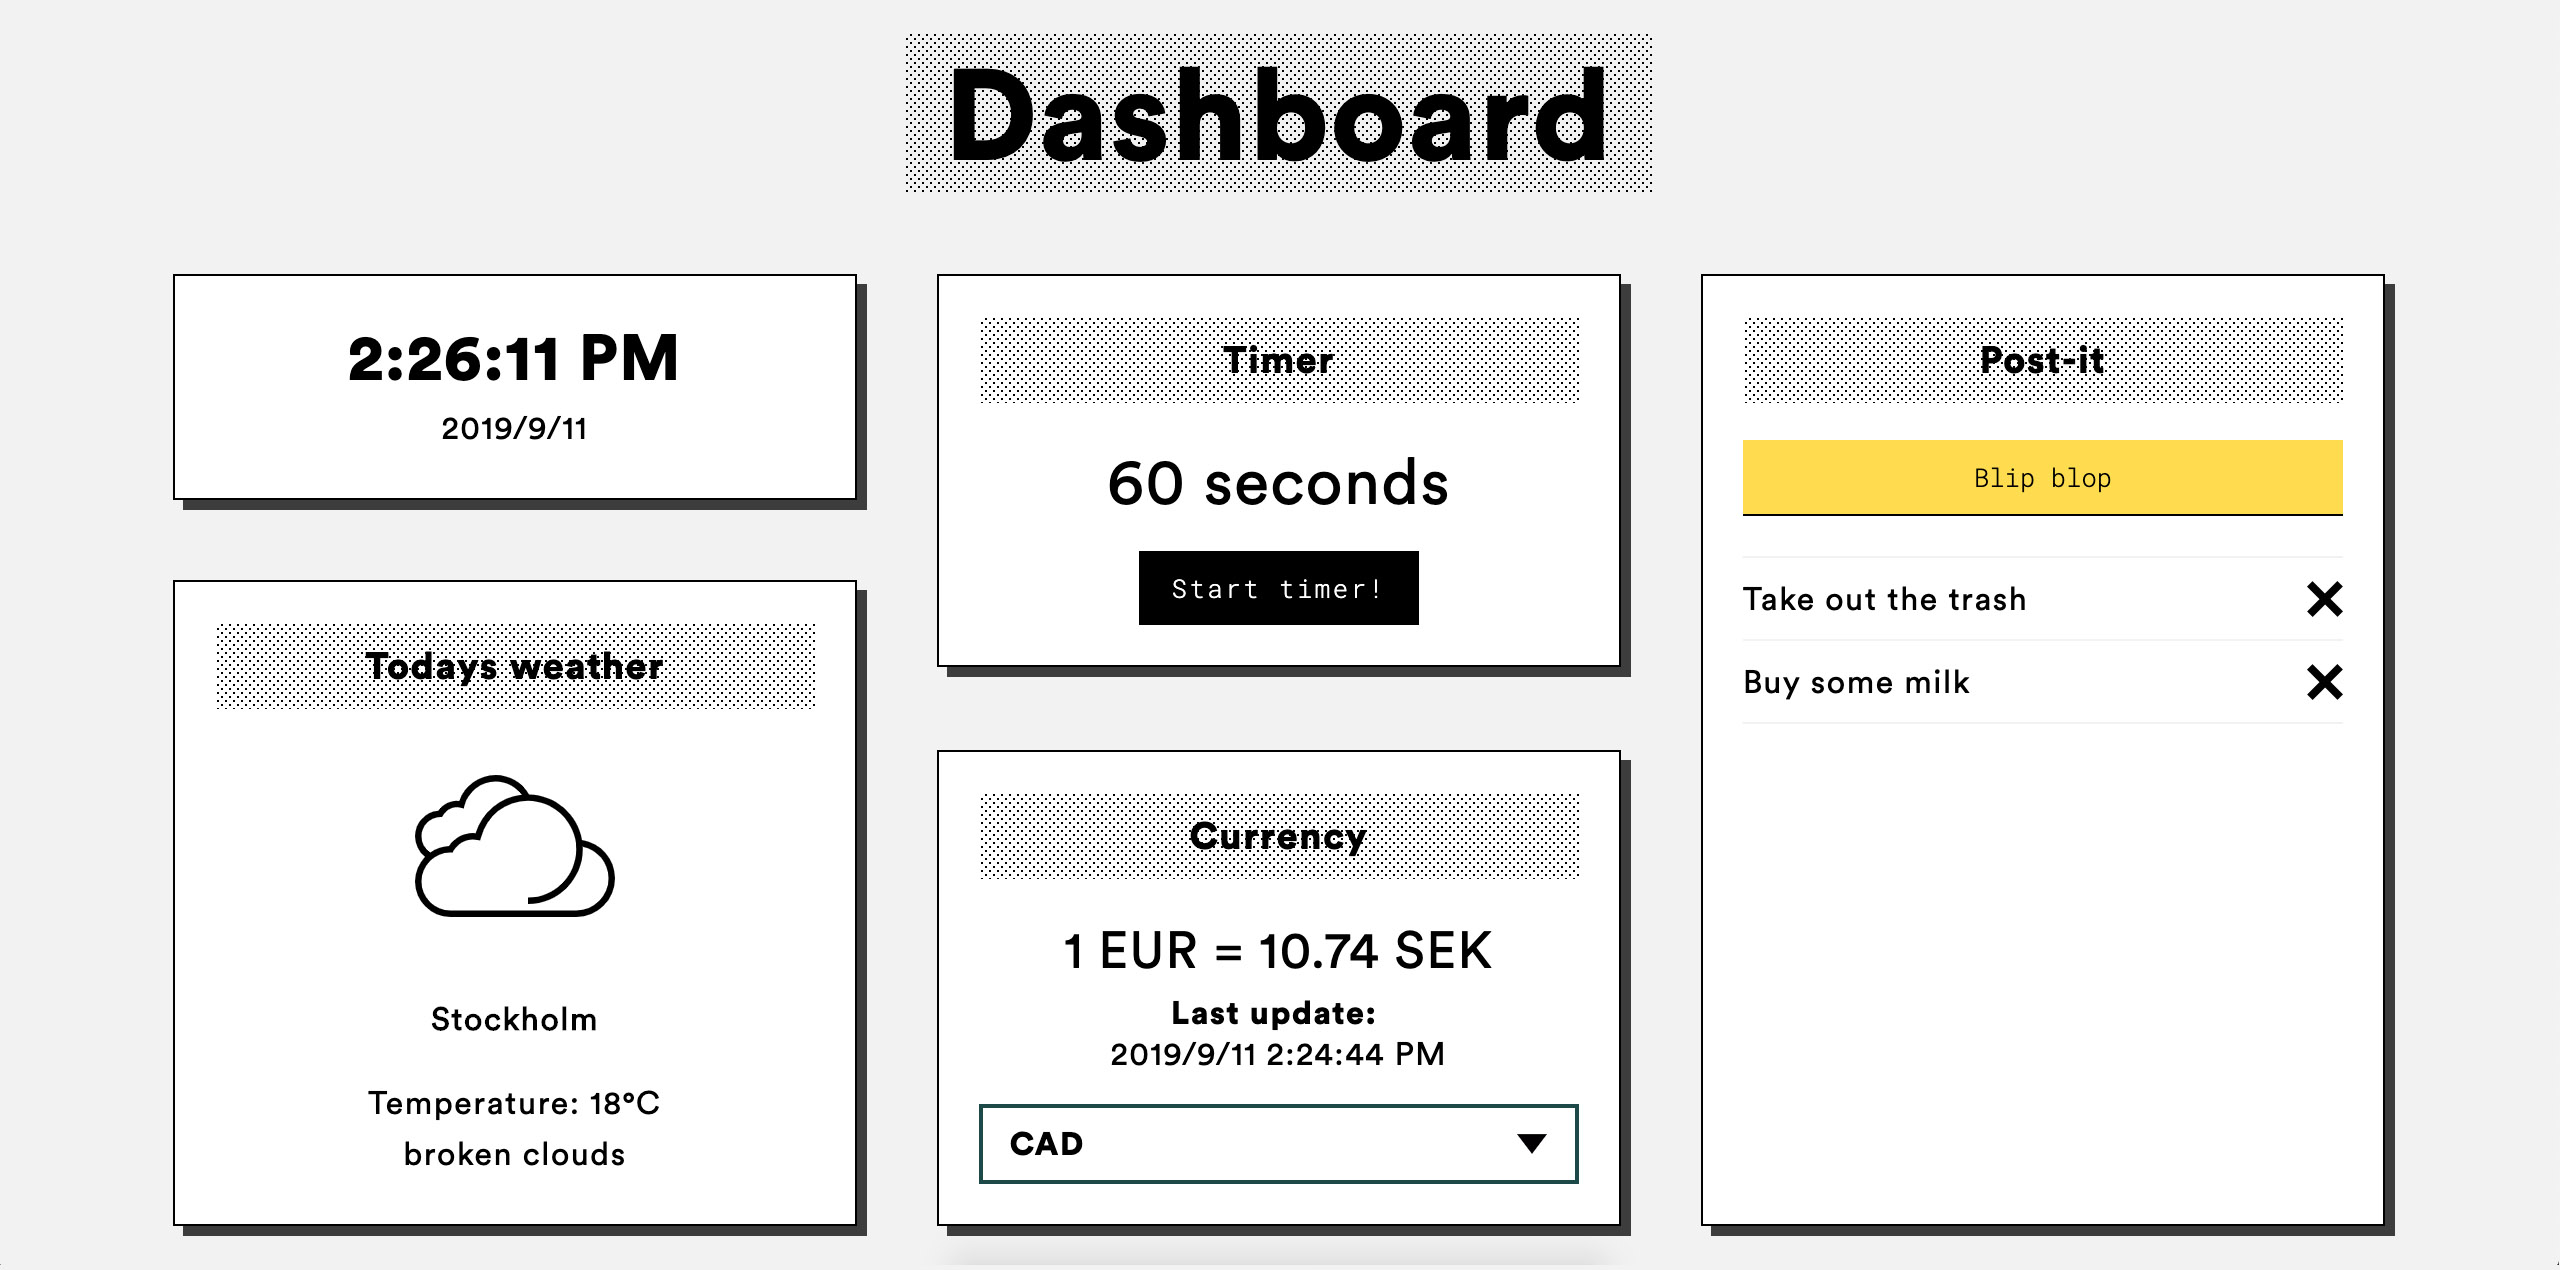 Dashboard
2:26:11 PM
2019/9/11
Todays weather
Stockholm
Temperature: 18°C
broken clouds
Timer
60 seconds
Start timer!
Currency
1 EUR = 10.74 SEK
Last update:
2019/9/11 2:24:44 PM
CAD
Post-it
Blip blop
Take out the trash
Buy some milk